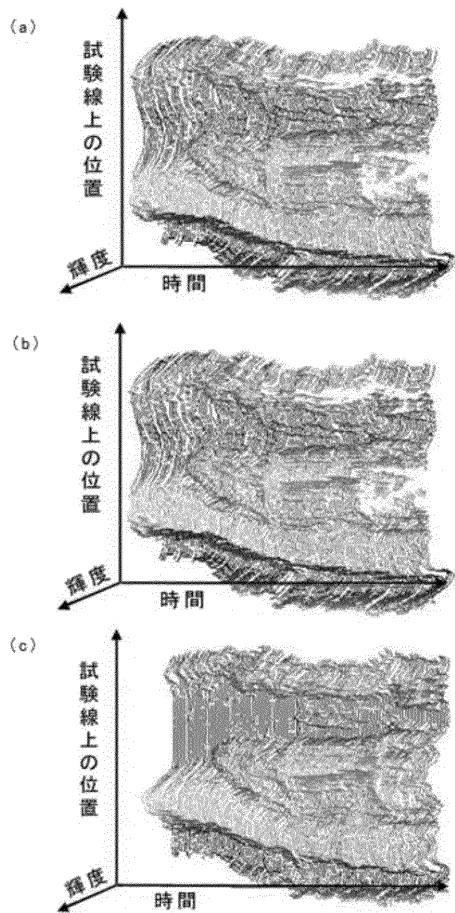 (a)
試験線上の位置
輝度
時間
(b)
試験線上の位置
輝度
時間
(c)
試験線上の位置
輝度
時間